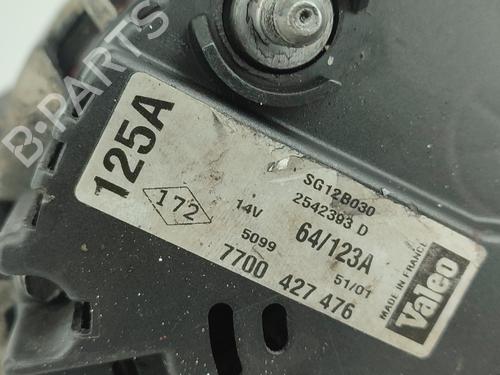 B-PARTS
125A
SG12B030
2542393 D
172
14V
64/123A
5099
51/01
7700 427 476
MADE IN FRANCE
Valeo